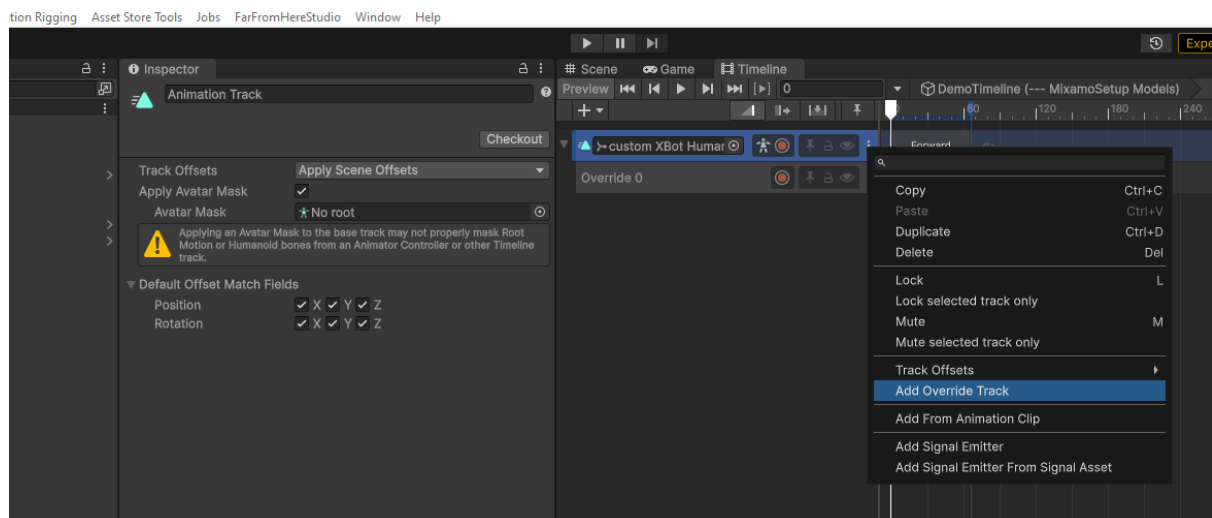 tion Rigging Asset Store Tools Jobs FarFromHereStudio Window Help
Expe
Inspector
# Scene Game Timeline
Animation Track
Preview 0 DemoTimeline (--- MixamoSetup Models)
60 120 180 240
Checkout
custom XBot Humar
Forward
Override 0
Track Offsets Apply Scene Offsets
Apply Avatar Mask
Avatar Mask No root
Applying an Avatar Mask to the base track may not properly mask Root
Motion or Humanoid bones from an Animator Controller or other Timeline
track.
Default Offset Match Fields
Position X Y Z
Rotation X Y Z
Copy Ctrl+C
Paste Ctrl+V
Duplicate Ctrl+D
Delete Del
Lock L
Lock selected track only
Mute M
Mute selected track only
Track Offsets
Add Override Track
Add From Animation Clip
Add Signal Emitter
Add Signal Emitter From Signal Asset